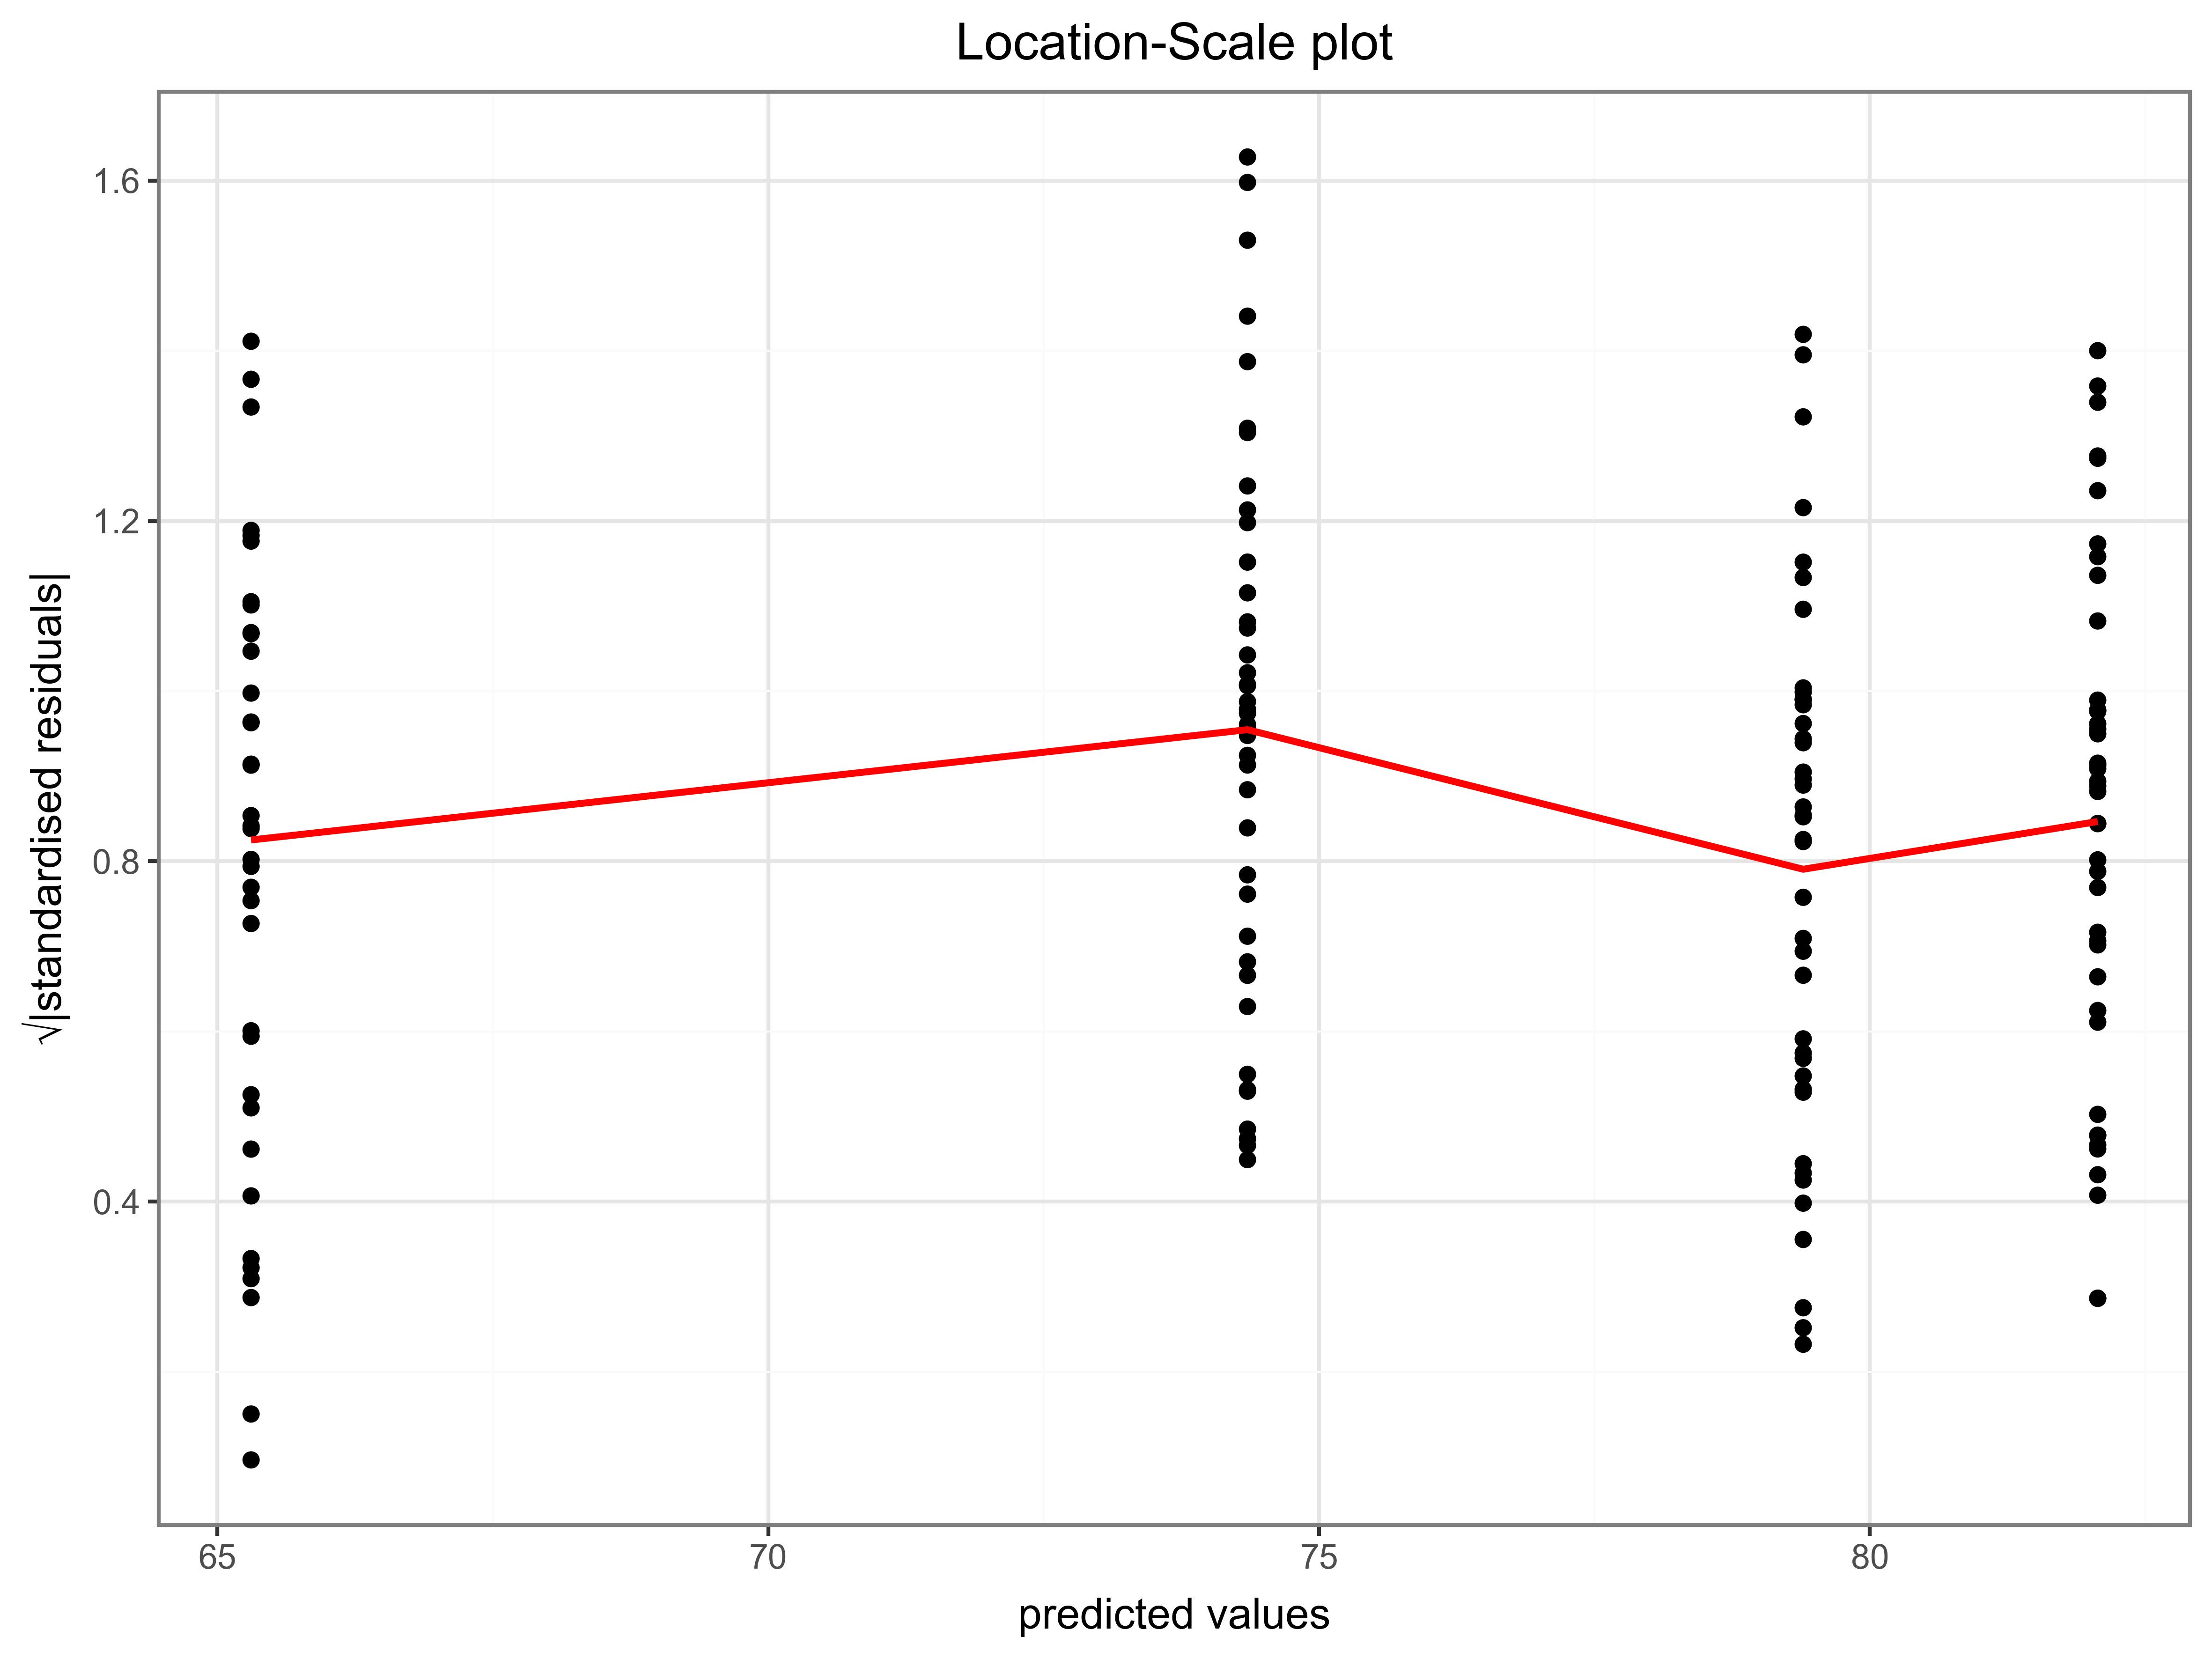 Location-Scale plot
√|standardised residuals|
1.6
1.2
0.8
0.4
65 70 75 80
predicted values